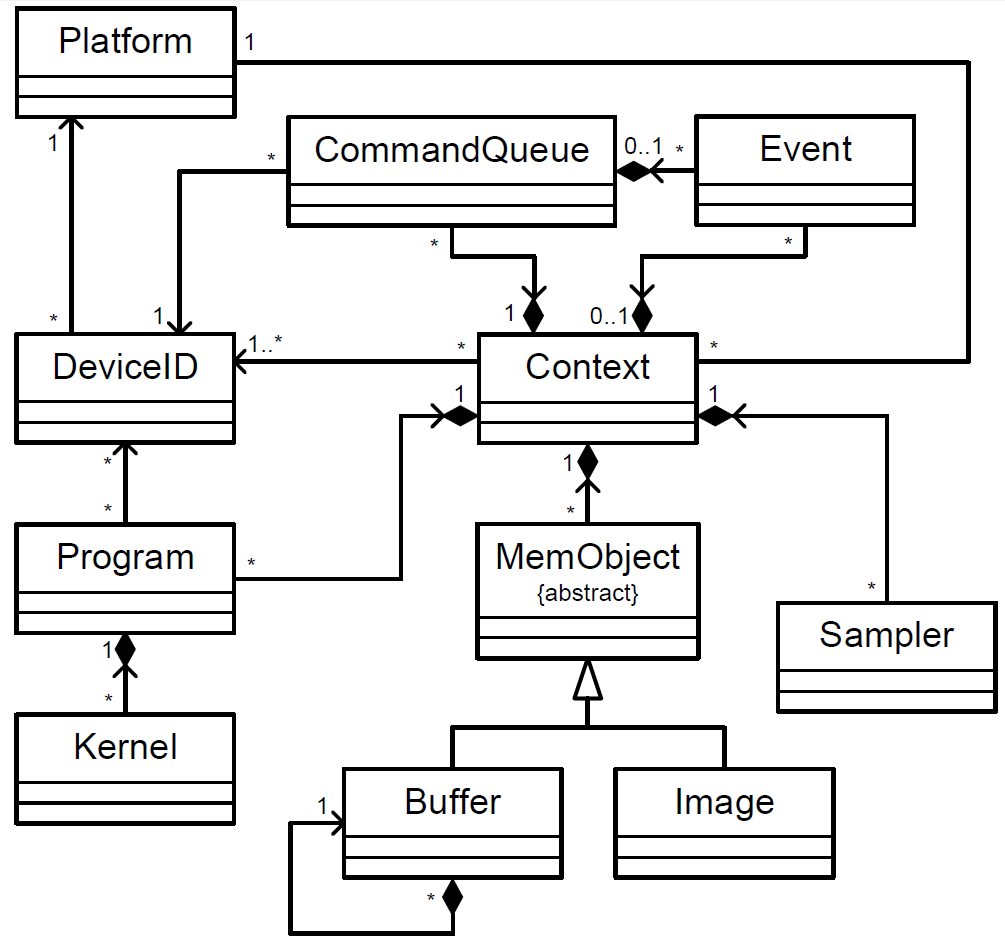 Platform
1
1
CommandQueue
*
0..1
*
Event
*
*
*
1
1
0..1
DeviceID
1..*
*
Context
*
1
1
*
*
1
*
Program
*
MemObject
{abstract}
*
Sampler
1
*
Kernel
1
Buffer
Image
*